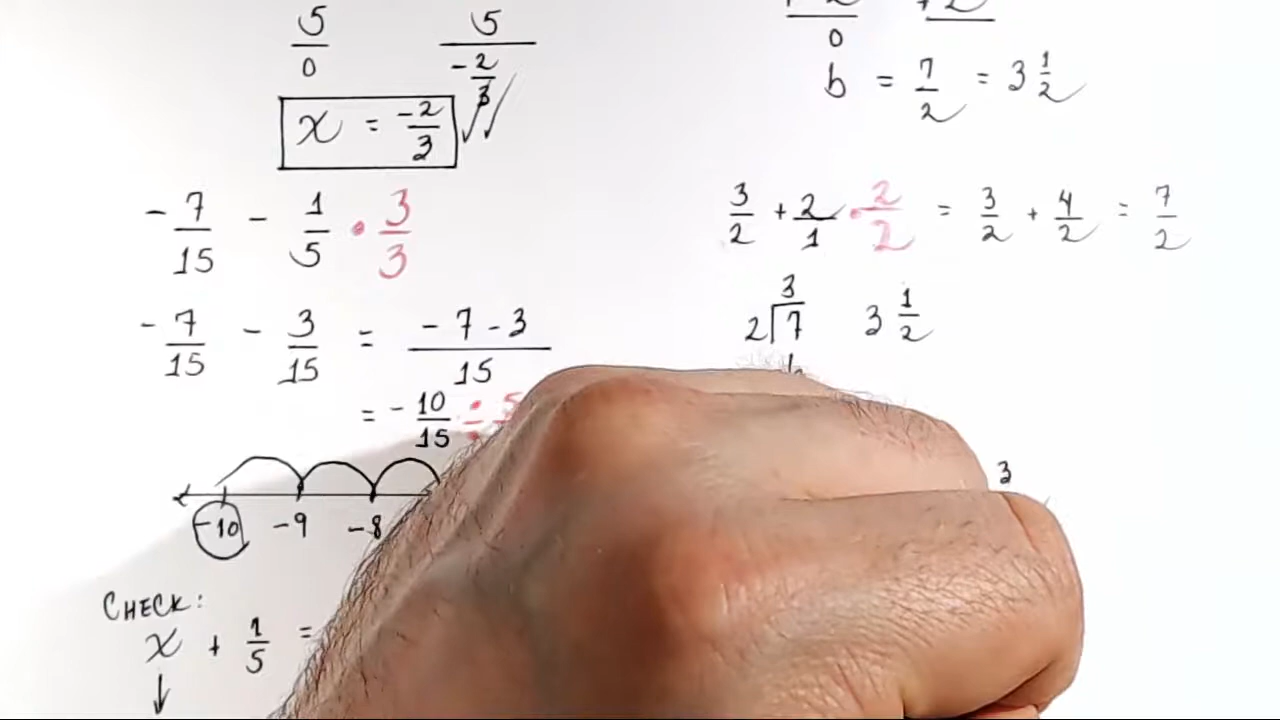 5/0 5/(-2/3)
x = -2/3
-7/15 - 1/5 · 3/3
-7/15 - 3/15 = (-7-3)/15
= -10/15 ÷
-10 -9 -8
CHECK:
x + 1/5 =
↓
0
b = 7/2 = 3 1/2
3/2 + 2/1 · 2/2 = 3/2 + 4/2 = 7/2
3
2 7 3 1/2
3